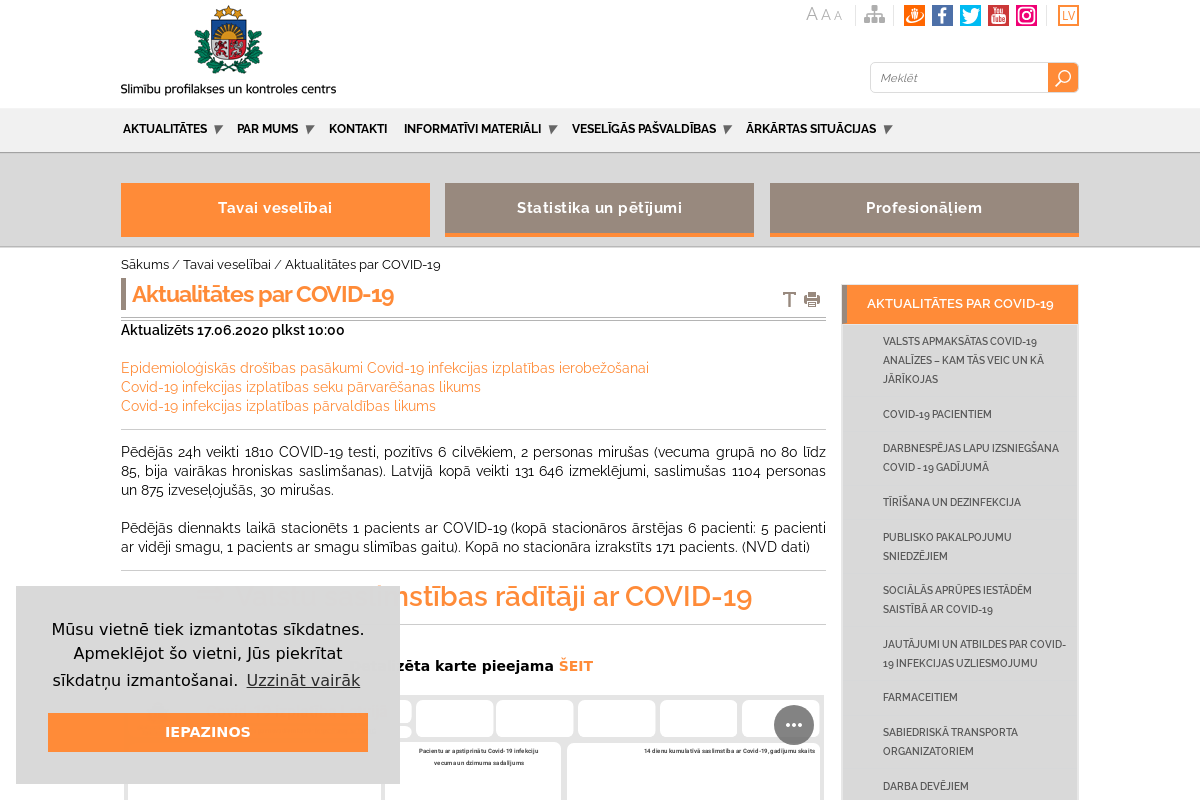 A A A
You
Tube
LV
Slimību profilakses un kontroles centrs
Meklēt
AKTUALITĀTES PAR MUMS KONTAKTI INFORMATĪVI MATERIĀLI VESELĪGĀS PAŠVALDĪBAS ĀRKĀRTAS SITUĀCIJAS
Tavai veselībai
Statistika un pētījumi
Profesionāļiem
Sākums / Tavai veselībai / Aktualitātes par COVID-19
Aktualitātes par COVID-19
T
Aktualizēts 17.06.2020 plkst 10:00
Epidemioloģiskās drošības pasākumi Covid-19 infekcijas izplatības ierobežošanai
Covid-19 infekcijas izplatības seku pārvarēšanas likums
Covid-19 infekcijas izplatības pārvaldības likums
Pēdējās 24h veikti 1810 COVID-19 testi, pozitīvs 6 cilvēkiem, 2 personas mirušas (vecuma grupā no 80 līdz
85, bija vairākas hroniskas saslimšanas). Latvijā kopā veikti 131 646 izmeklējumi, saslimušas 1104 personas
un 875 izveseļojušās, 30 mirušas.
Pēdējās diennakts laikā stacionēts 1 pacients ar COVID-19 (kopā stacionāros ārstējas 6 pacienti: 5 pacienti
ar vidēji smagu, 1 pacients ar smagu slimības gaitu). Kopā no stacionāra izrakstīts 171 pacients. (NVD dati)
mstības rādītāji ar COVID-19
zēta karte pieejama ŠEIT
Pacientu ar apstiprinātu Covid-19 infekciju
vecuma un dzimuma sadalījums
14 dienu kumulatīvā saslimstība ar Covid-19, gadījumu skaits
AKTUALITĀTES PAR COVID-19
VALSTS APMAKSĀTAS COVID-19
ANALĪZES – KAM TĀS VEIC UN KĀ
JĀRĪKOJAS
COVID-19 PACIENTIEM
DARBNESPĒJAS LAPU IZSNIEGŠANA
COVID - 19 GADĪJUMĀ
TĪRĪŠANA UN DEZINFEKCIJA
PUBLISKO PAKALPOJUMU
SNIEDZĒJIEM
SOCIĀLĀS APRŪPES IESTĀDĒM
SAISTĪBĀ AR COVID-19
JAUTĀJUMI UN ATBILDES PAR COVID-
19 INFEKCIJAS UZLIESMOJUMU
FARMACEITIEM
SABIEDRISKĀ TRANSPORTA
ORGANIZATORIEM
DARBA DEVĒJIEM
Mūsu vietnē tiek izmantotas sīkdatnes.
Apmeklējot šo vietni, Jūs piekrītat
sīkdatņu izmantošanai. Uzzināt vairāk
IEPAZINOS